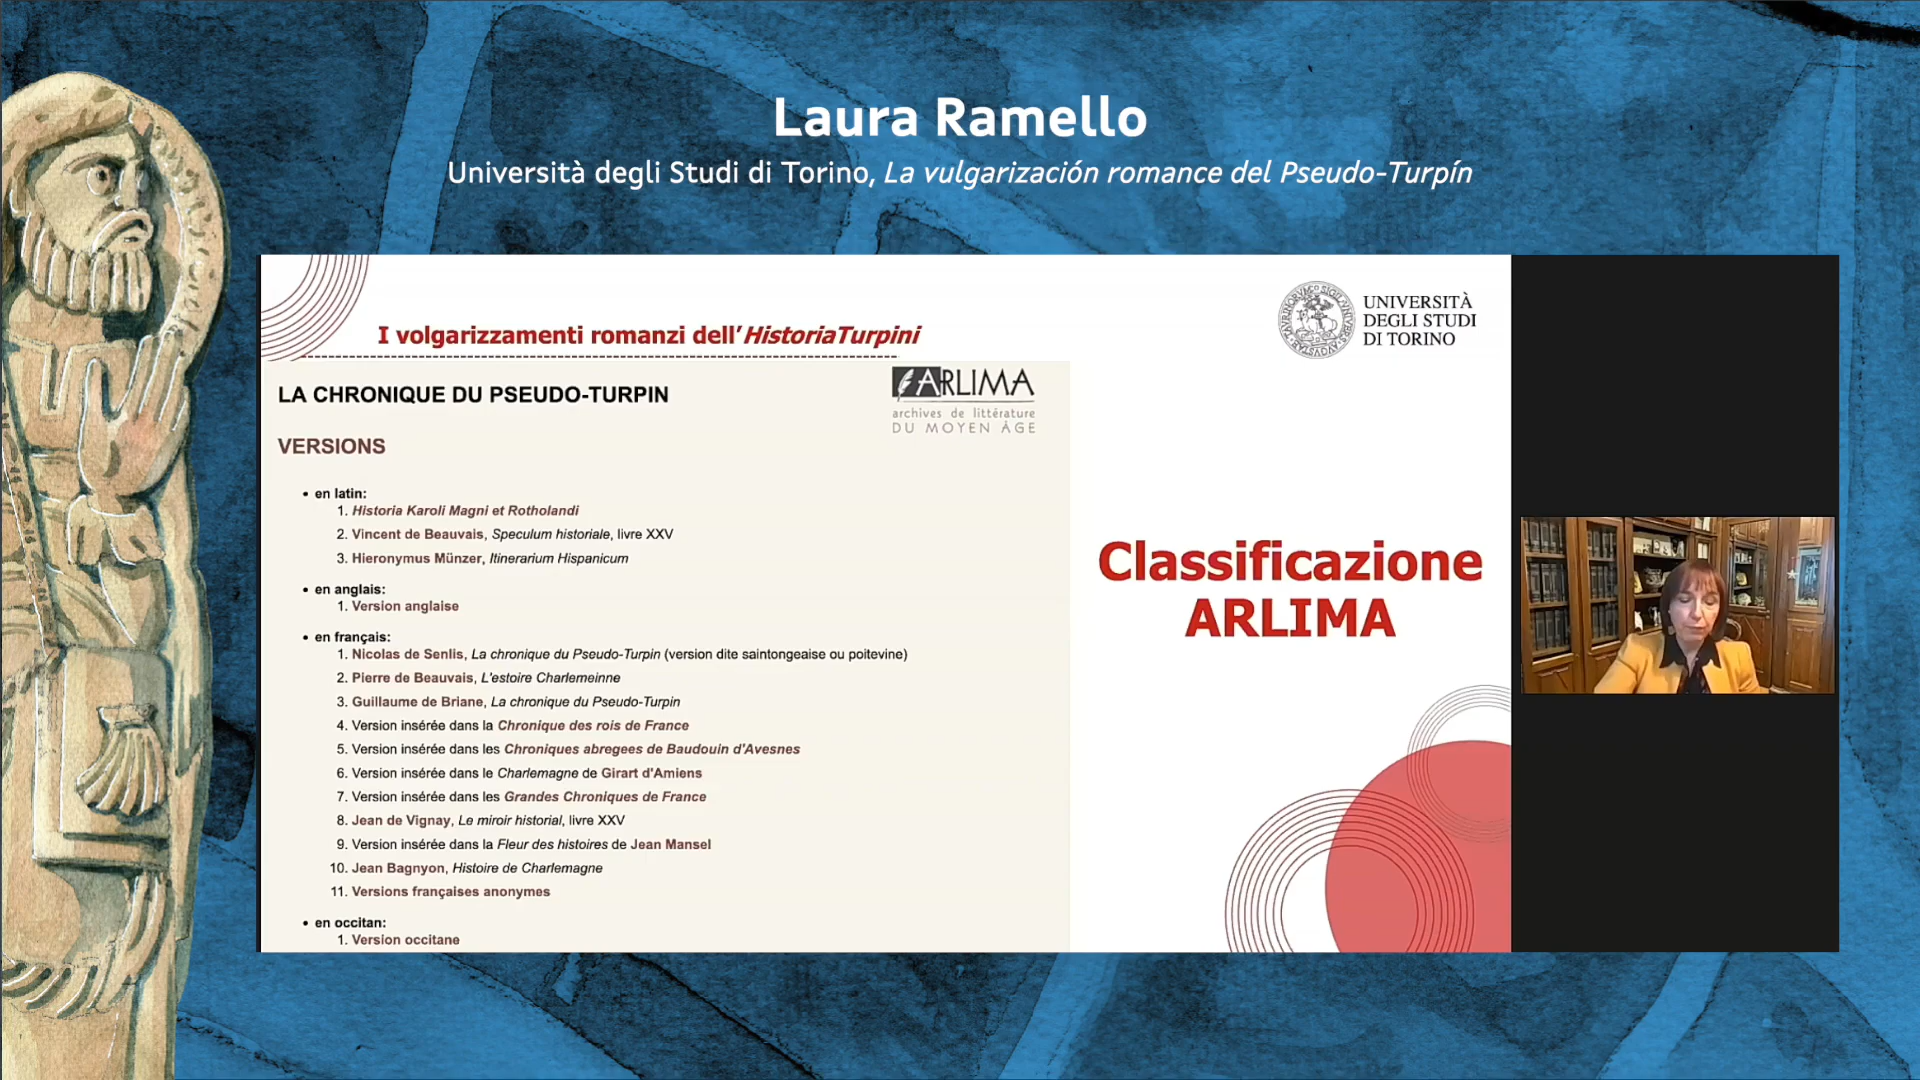 Laura Ramello
Università degli Studi di Torino, La vulgarización romance del Pseudo-Turpín
I volgarizzamenti romanzi dell'HistoriaTurpini
UNIVERSITÀ
DEGLI STUDI
DI TORINO
LA CHRONIQUE DU PSEUDO-TURPIN
ARLIMA
archives de littérature
DU MOYEN ÂGE
VERSIONS
• en latin:
1. Historia Karoli Magni et Rotholandi
2. Vincent de Beauvais, Speculum historiale, livre XXV
3. Hieronymus Münzer, Itinerarium Hispanicum
• en anglais:
1. Version anglaise
• en français:
1. Nicolas de Senlis, La chronique du Pseudo-Turpin (version dite saintongeaise ou poitevine)
2. Pierre de Beauvais, L'estoire Charlemeinne
3. Guillaume de Briane, La chronique du Pseudo-Turpin
4. Version insérée dans la Chronique des rois de France
5. Version insérée dans les Chroniques abregees de Baudouin d'Avesnes
6. Version insérée dans le Charlemagne de Girart d'Amiens
7. Version insérée dans les Grandes Chroniques de France
8. Jean de Vignay, Le miroir historial, livre XXV
9. Version insérée dans la Fleur des histoires de Jean Mansel
10. Jean Bagnyon, Histoire de Charlemagne
11. Versions françaises anonymes
• en occitan:
1. Version occitane
Classificazione
ARLIMA